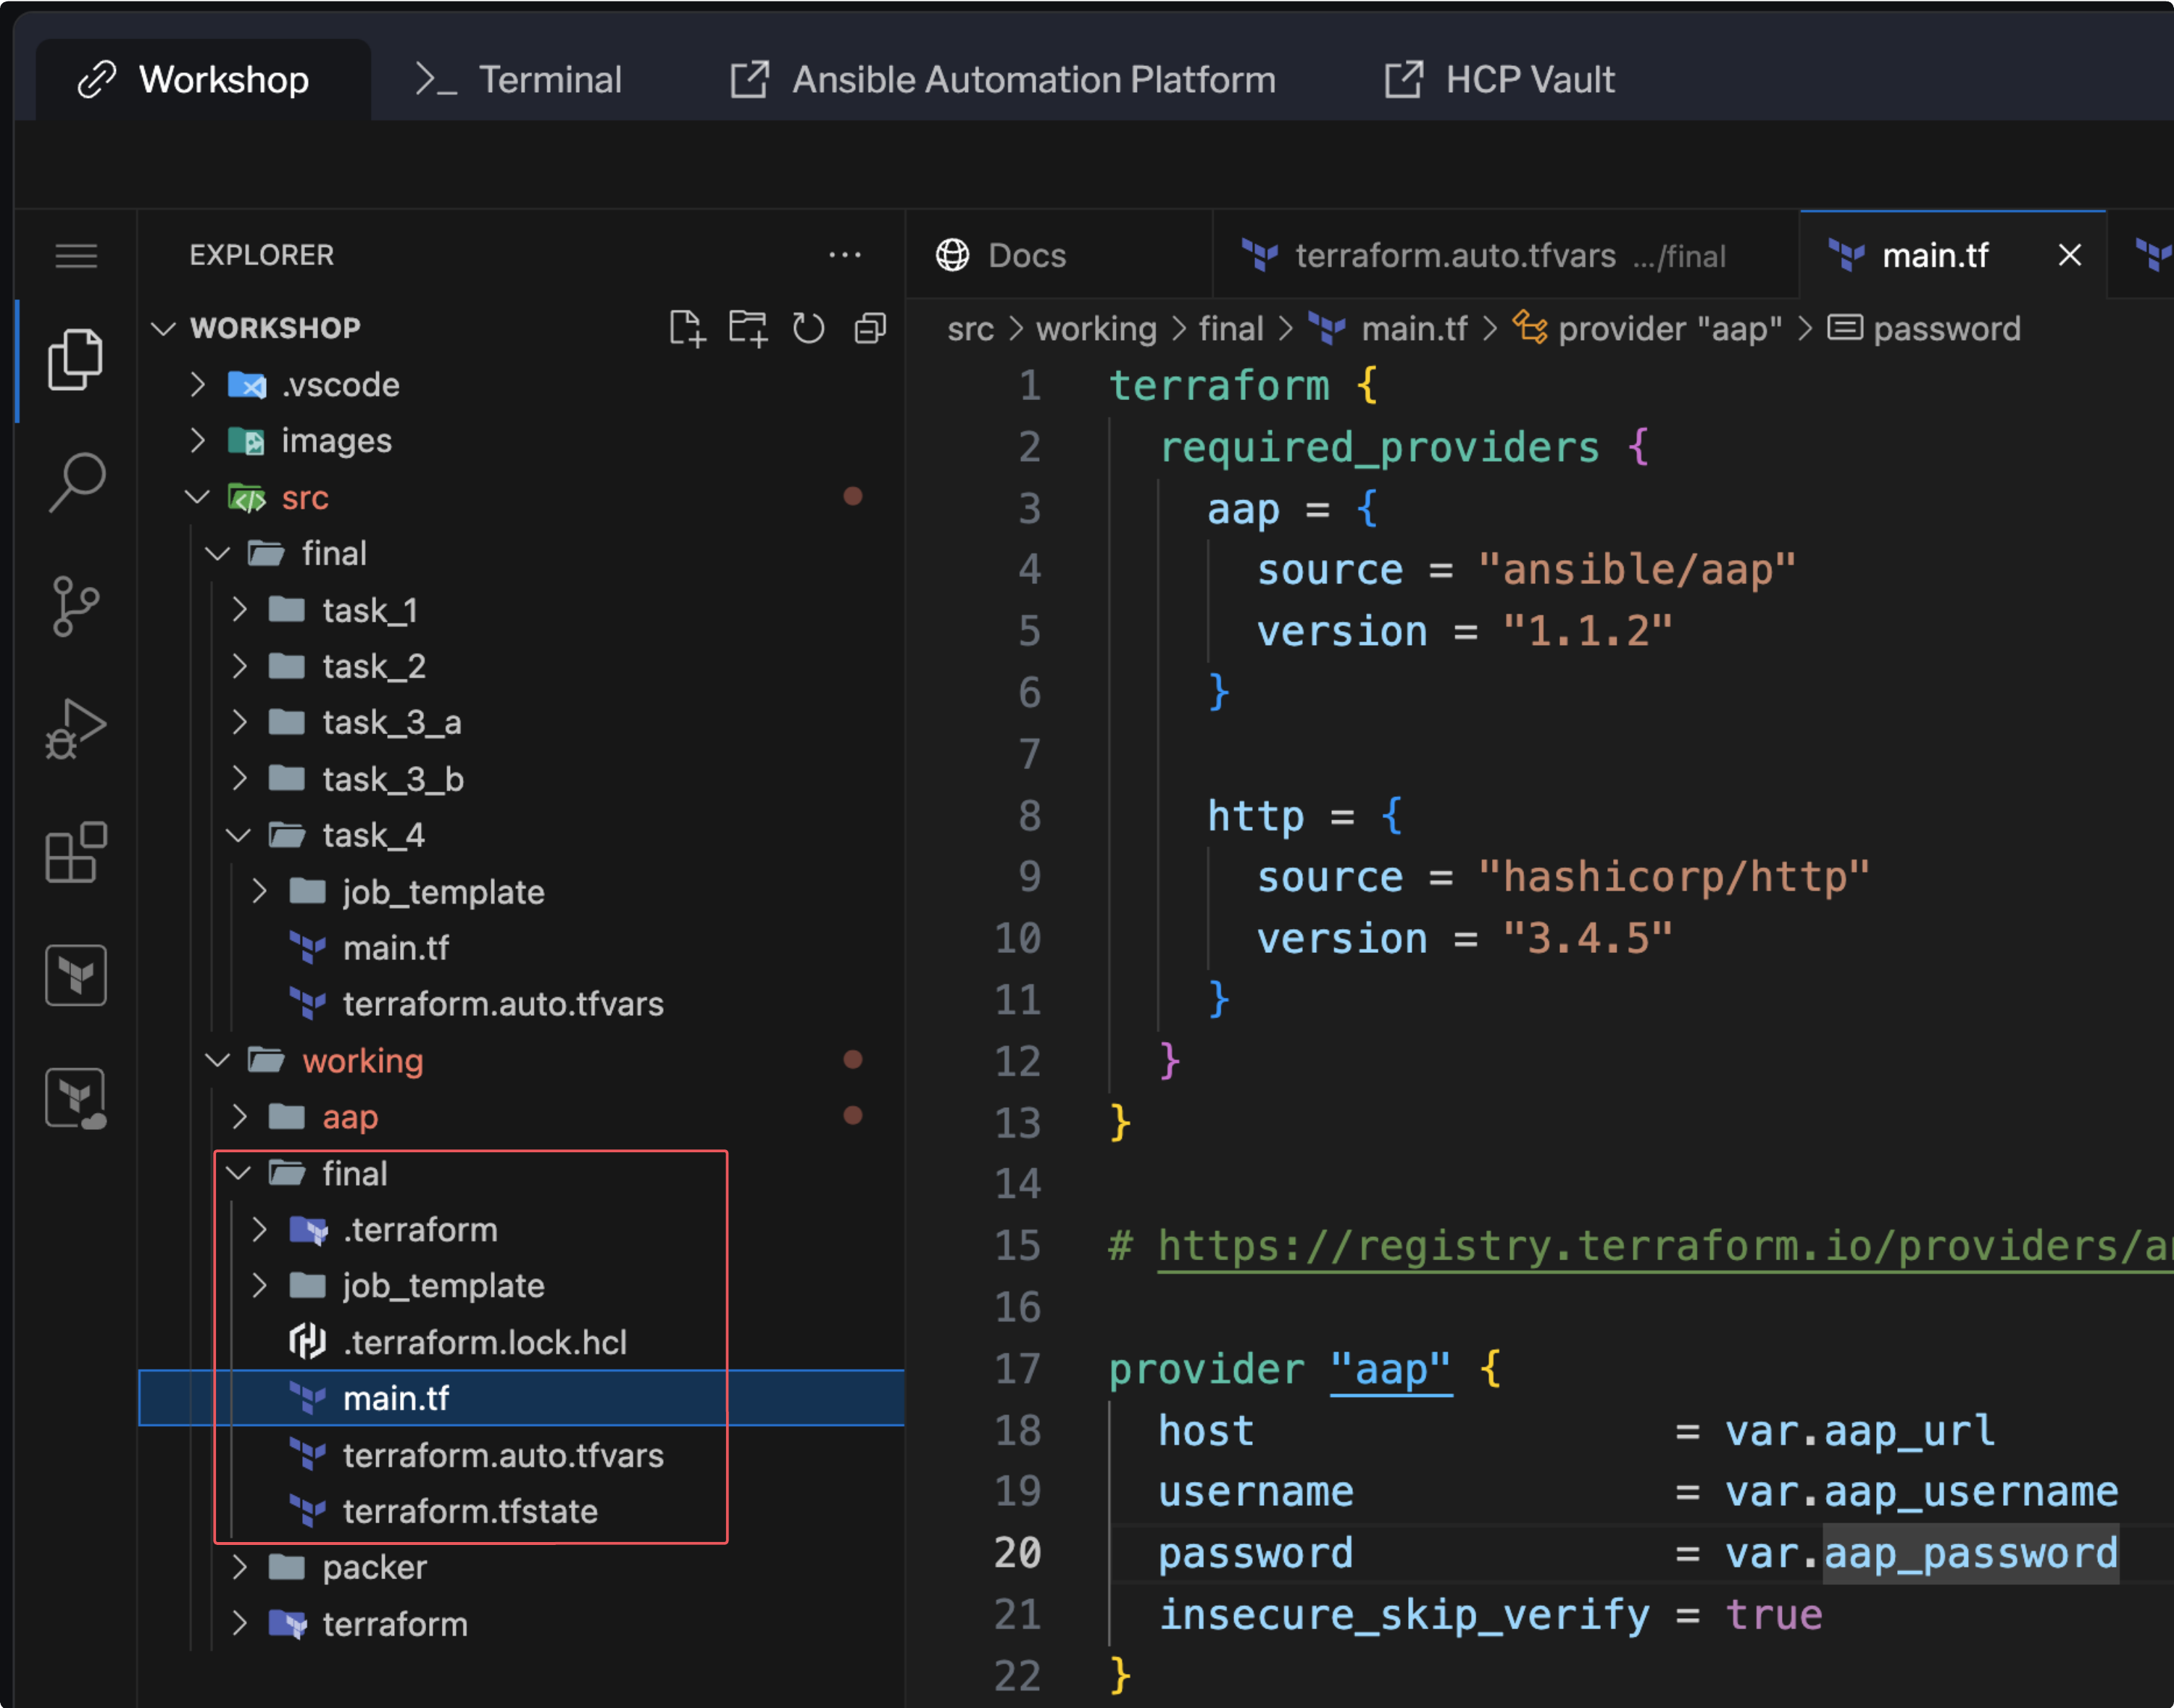 Workshop
>_ Terminal
Ansible Automation Platform
HCP Vault
EXPLORER
WORKSHOP
.vscode
images
src
final
task_1
task_2
task_3_a
task_3_b
task_4
job_template
main.tf
terraform.auto.tfvars
working
aap
final
.terraform
job_template
.terraform.lock.hcl
main.tf
terraform.auto.tfvars
terraform.tfstate
packer
terraform
Docs
terraform.auto.tfvars .../final
main.tf
src > working > final > main.tf > provider "aap" > password
1 terraform {
2 required_providers {
3 aap = {
4 source = "ansible/aap"
5 version = "1.1.2"
6 }
7
8 http = {
9 source = "hashicorp/http"
10 version = "3.4.5"
11 }
12 }
13 }
14
15 # https://registry.terraform.io/providers/a
16
17 provider "aap" {
18 host = var.aap_url
19 username = var.aap_username
20 password = var.aap_password
21 insecure_skip_verify = true
22 }